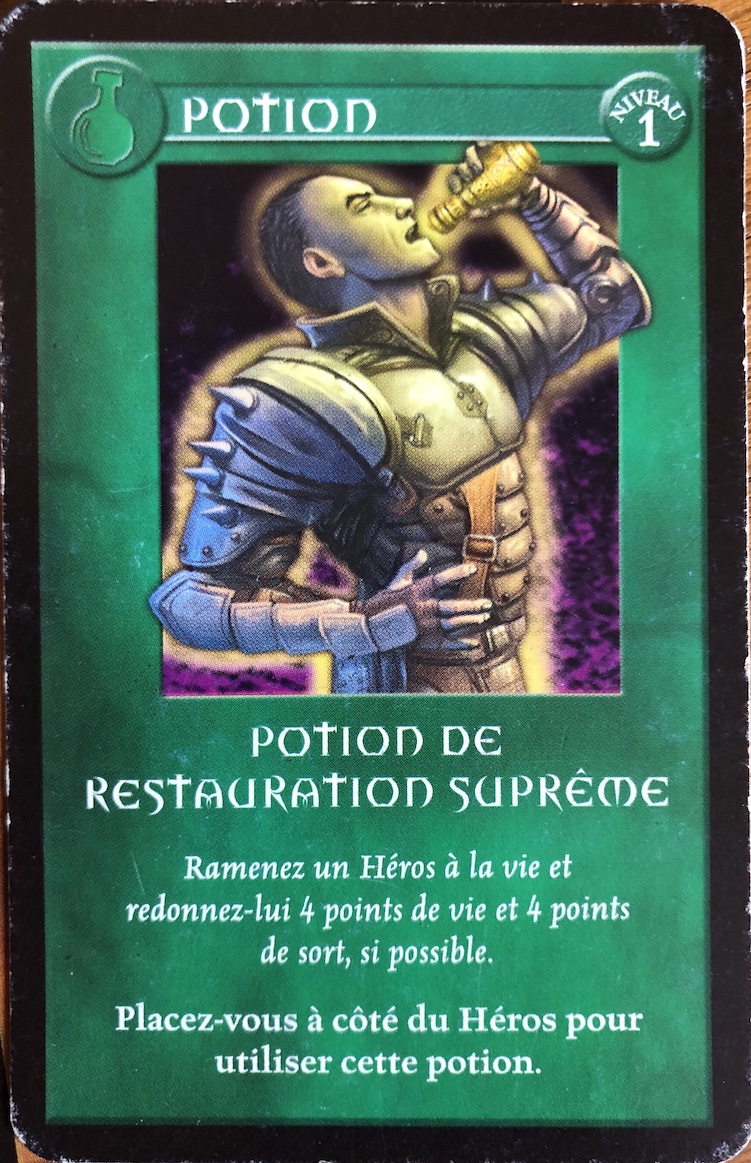 POTION
NIVEAU
1
POTION DE
RESTAURATION SUPRÊME
Ramenez un Héros à la vie et
redonnez-lui 4 points de vie et 4 points
de sort, si possible.
Placez-vous à côté du Héros pour
utiliser cette potion.